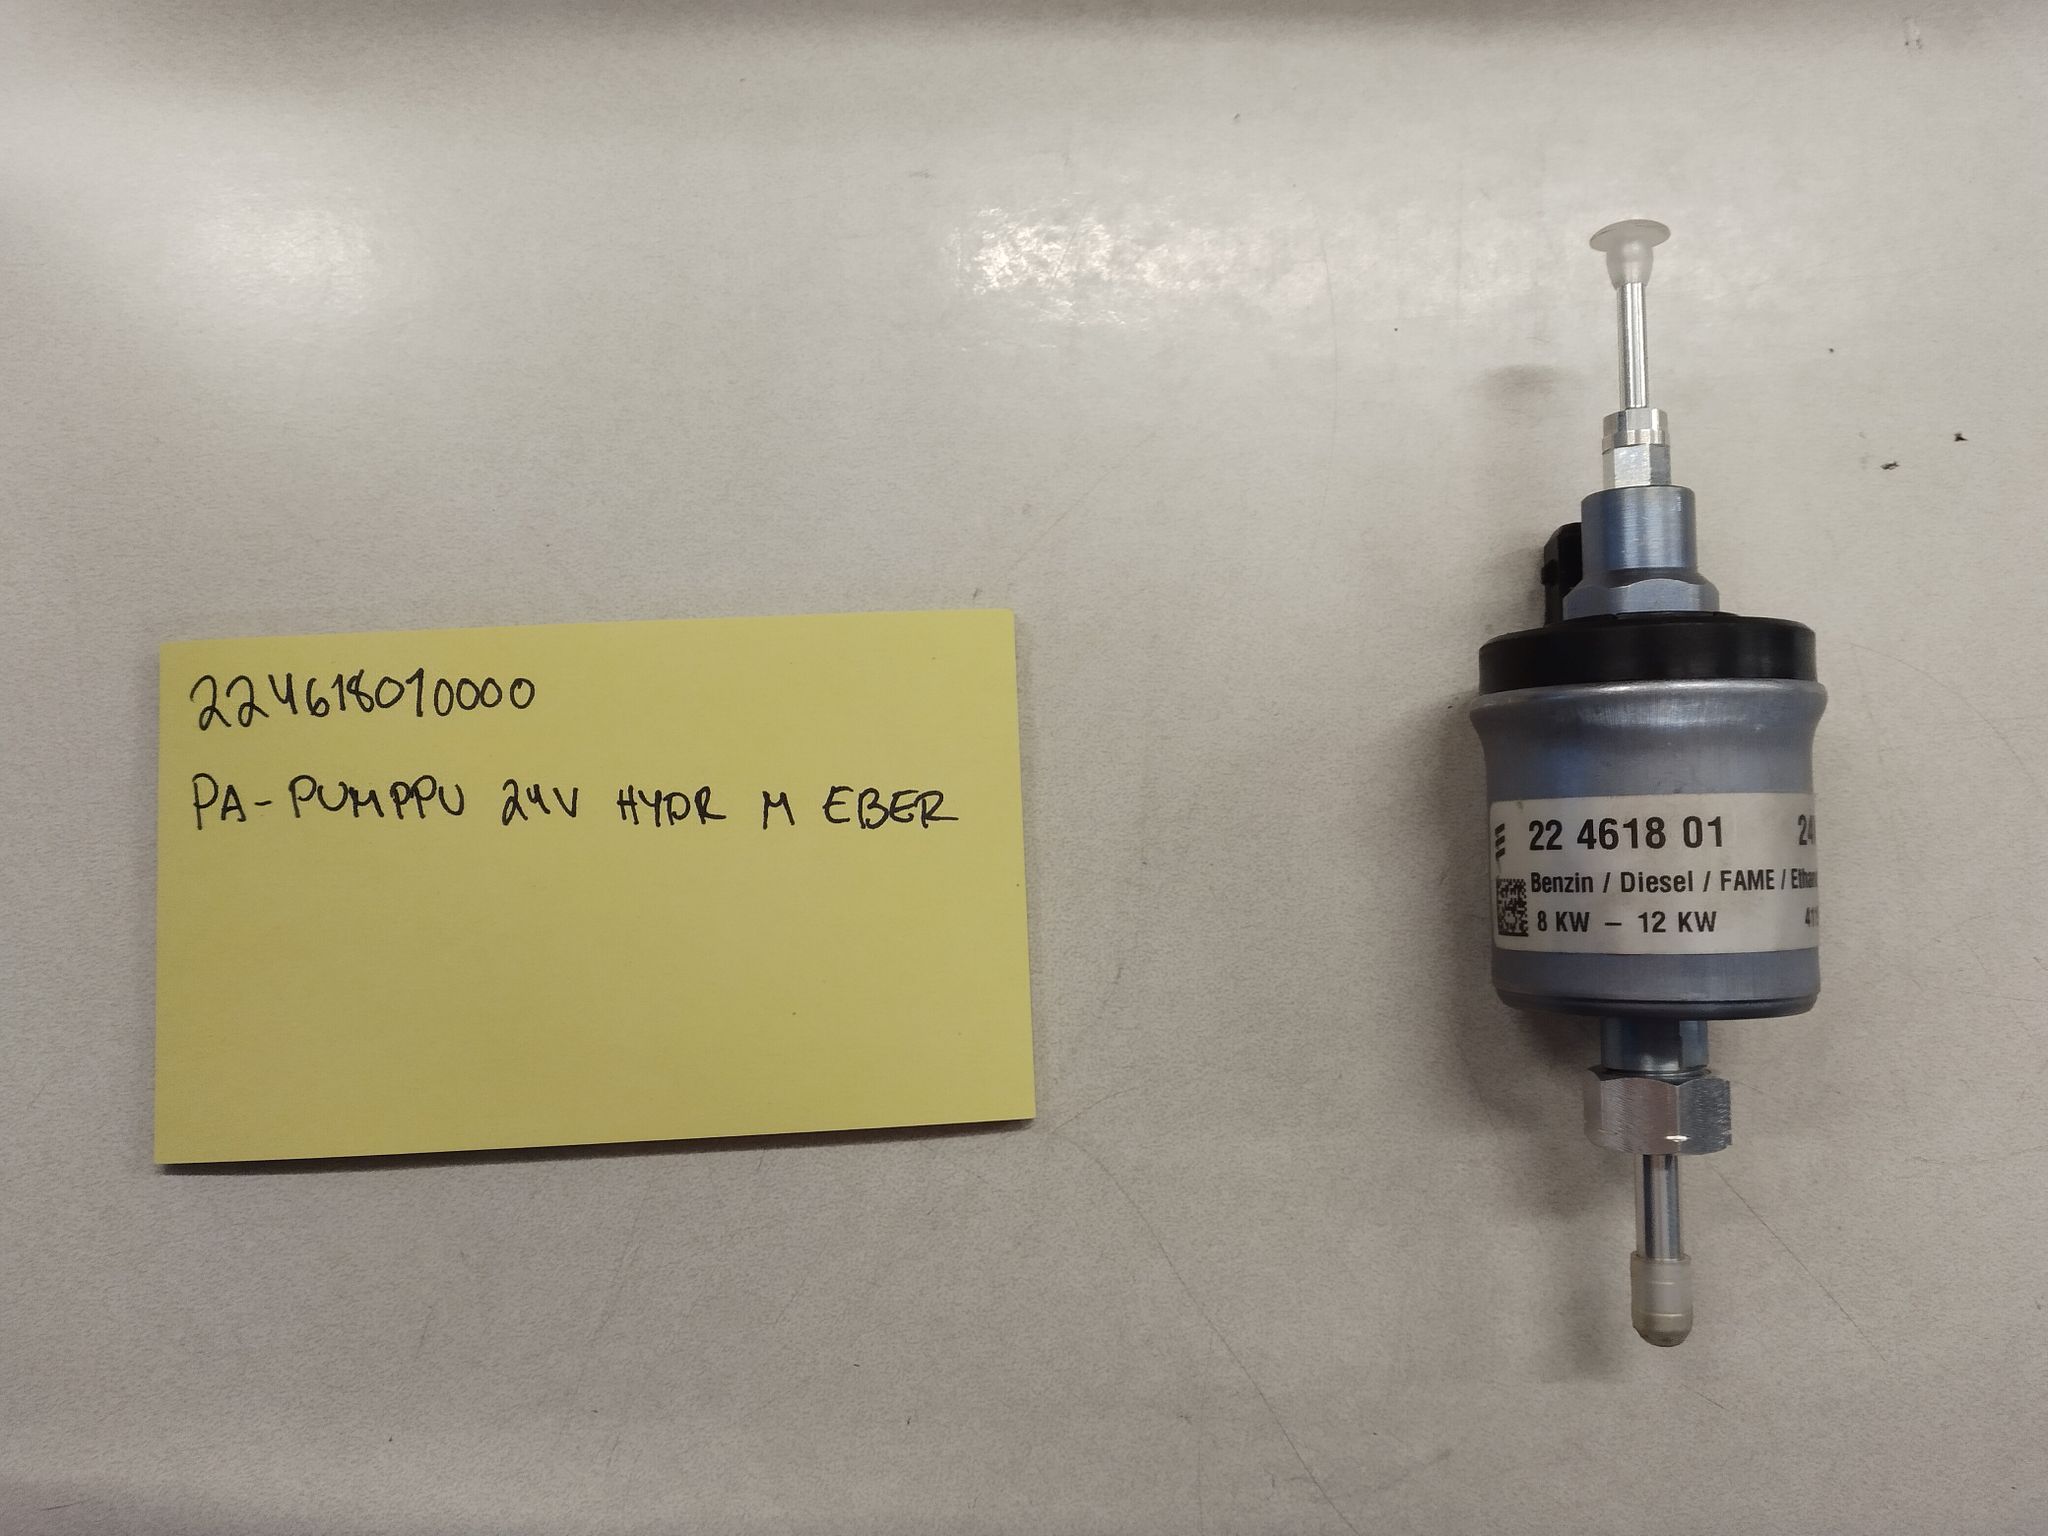 224618010000
PA-PUMPPU 24V HYDR M EBER
22 4618 01
Benzin / Diesel / FAME /
8 KW – 12 KW